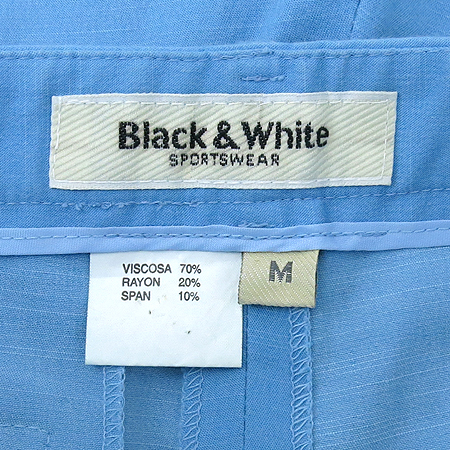 Black & White
SPORTSWEAR
VISCOSA 70%
RAYON 20%
SPAN 10%
M